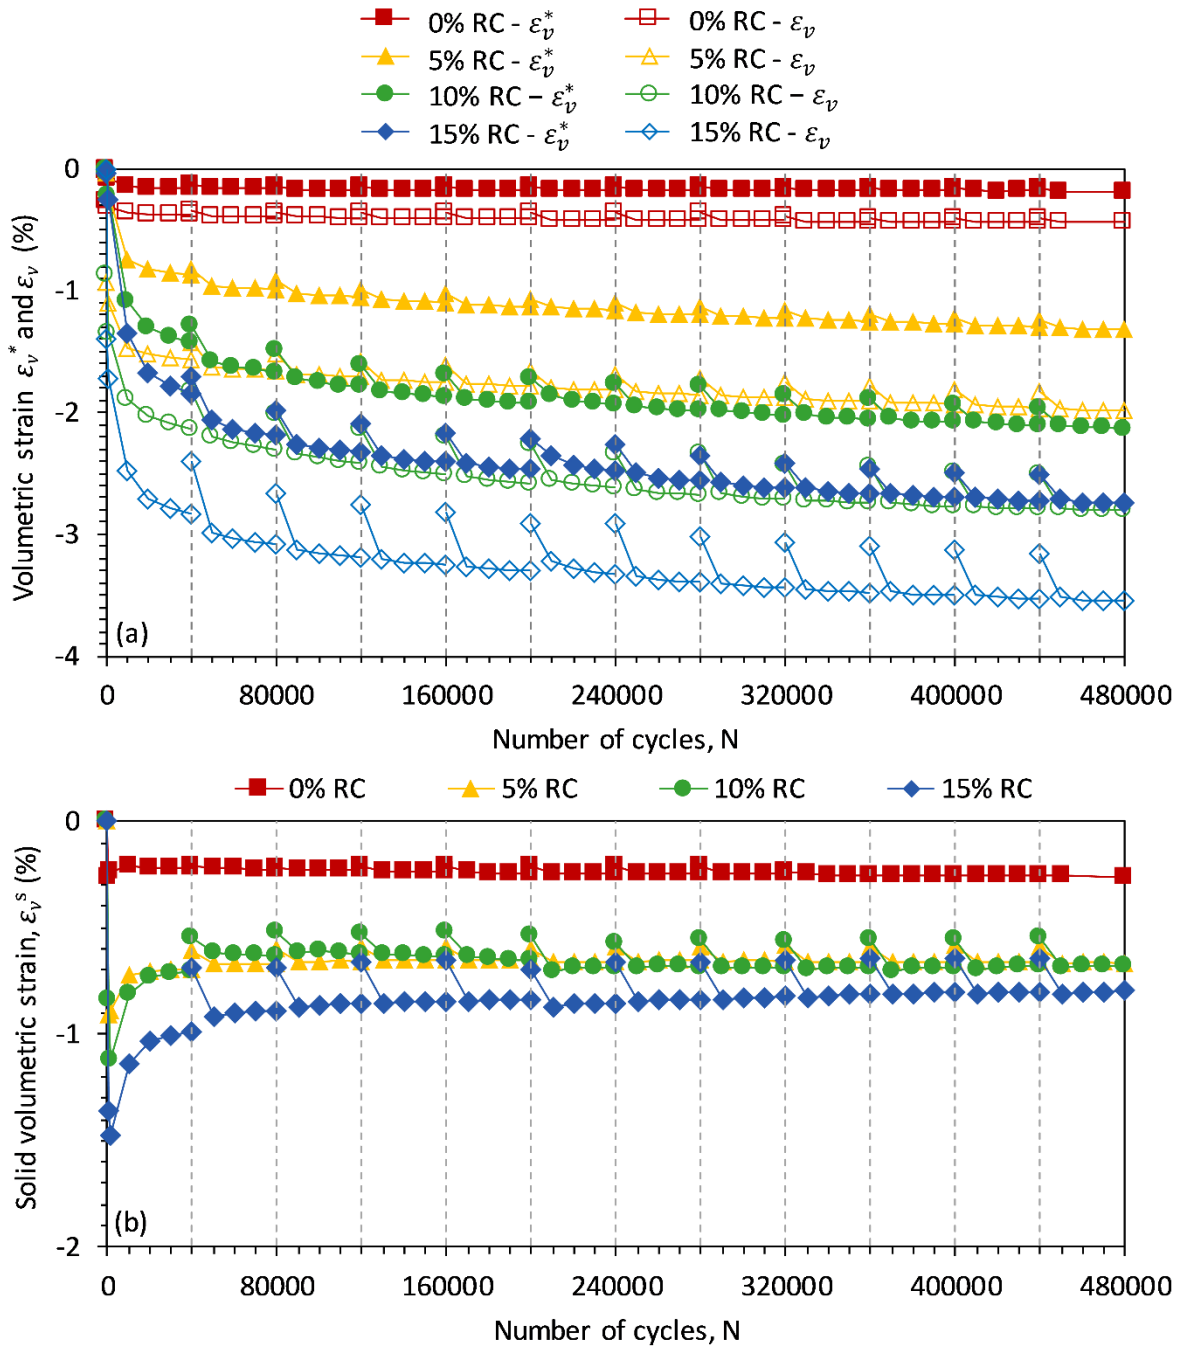 0% RC - εv* 0% RC - εv
5% RC - εv* 5% RC - εv
10% RC – εv* 10% RC – εv
15% RC - εv* 15% RC - εv
Volumetric strain εv* and εv (%)
0
-1
-2
-3
-4
(a)
0 80000 160000 240000 320000 400000 480000
Number of cycles, N
0% RC 5% RC 10% RC 15% RC
Solid volumetric strain, εv^s (%)
0
-1
-2
(b)
0 80000 160000 240000 320000 400000 480000
Number of cycles, N